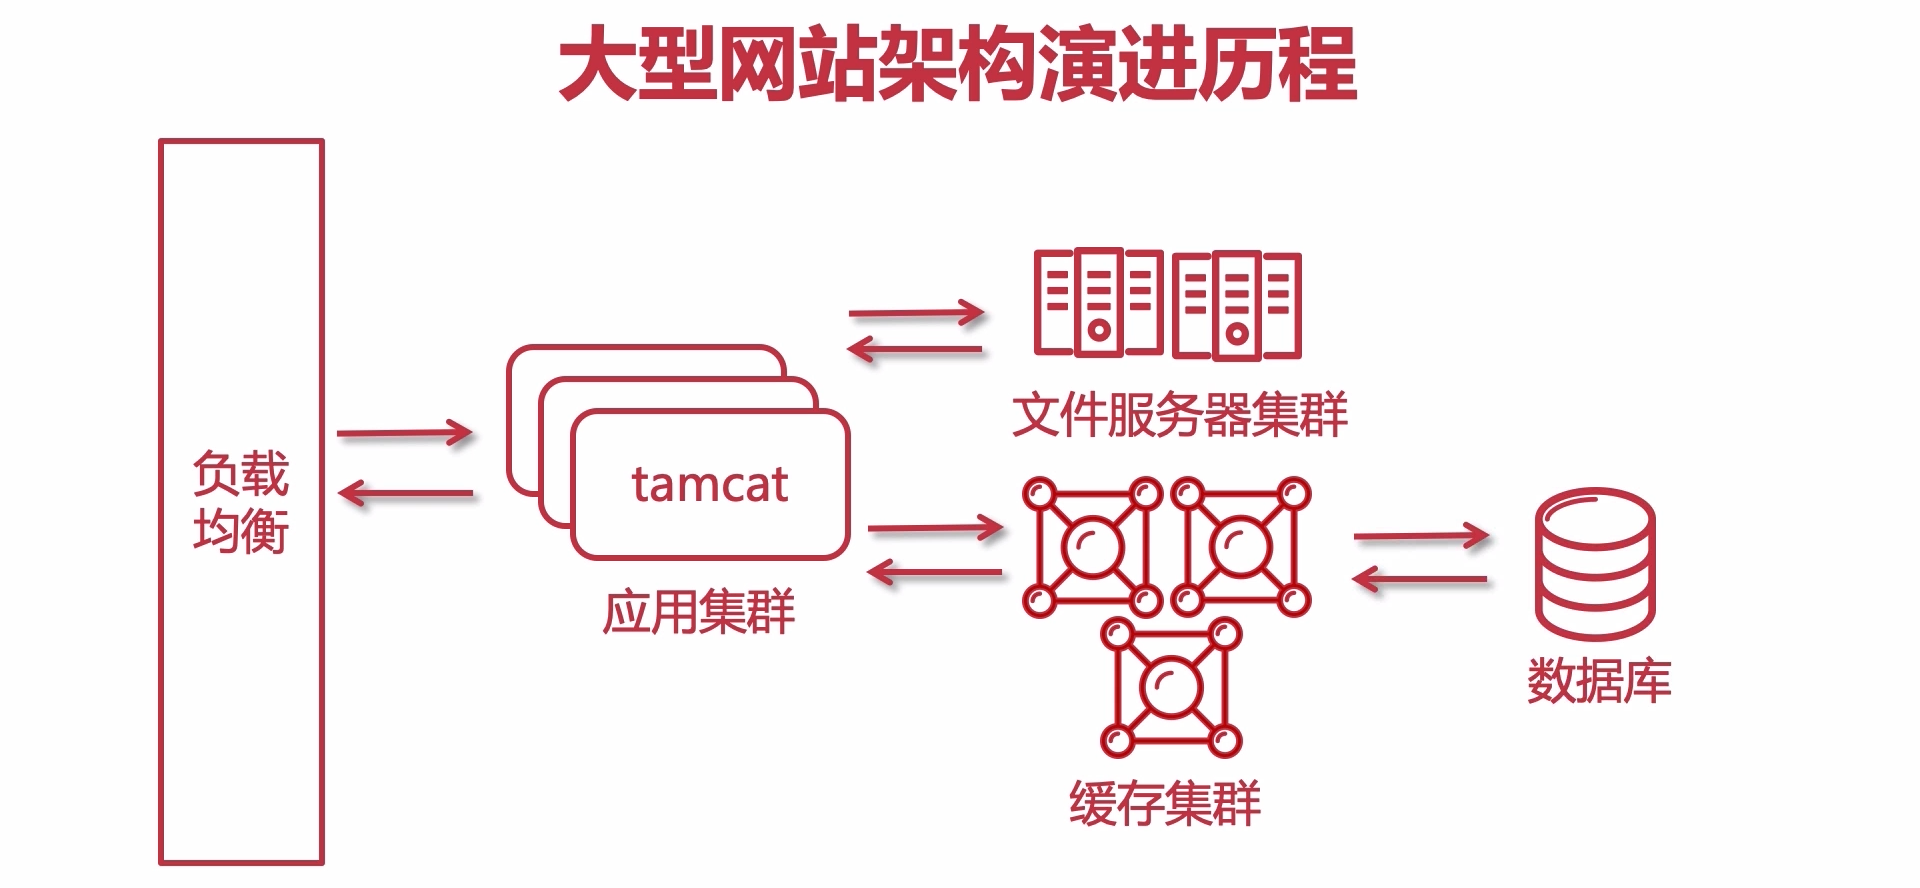 大型网站架构演进历程
负载
均衡
tamcat
应用集群
文件服务器集群
缓存集群
数据库